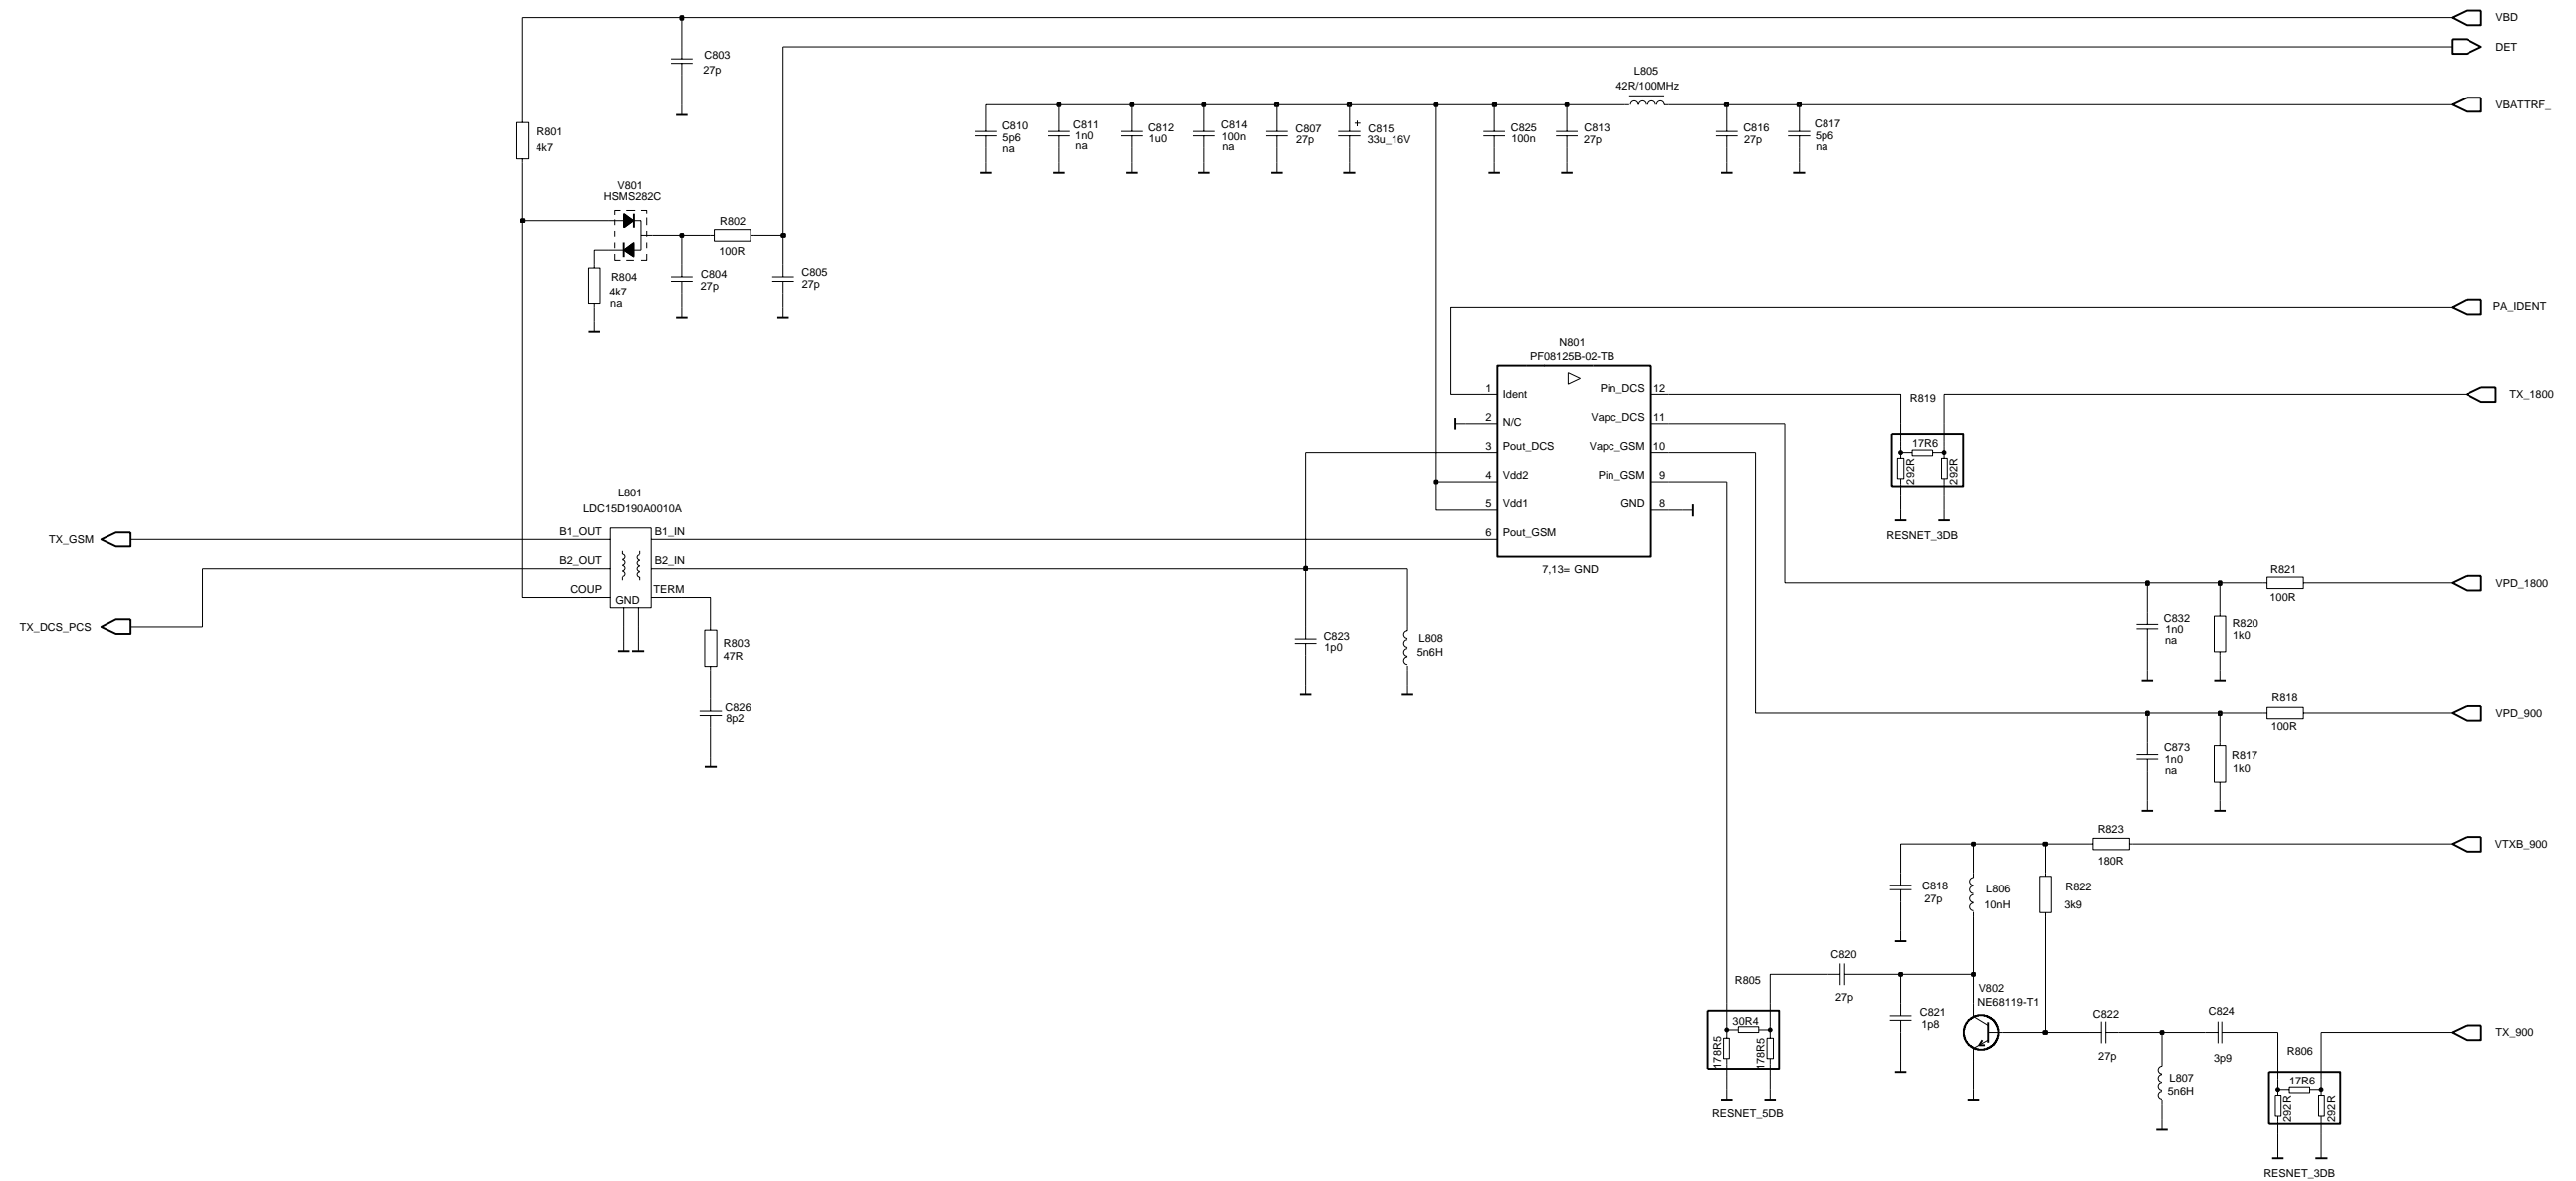 VBD
DET
C803
27p
L805
42R/100MHz
VBATTRF_
R801
4k7
C810
5p6
na
C811
1n0
na
C812
1u0
C814
100n
na
C807
27p
+
C815
33u_16V
C825
100n
C813
27p
C816
27p
C817
5p6
na
V801
HSMS282C
R802
100R
R804
4k7
na
C804
27p
C805
27p
PA_IDENT
N801
PF08125B-02-TB
1 Ident
2 N/C
3 Pout_DCS
4 Vdd2
5 Vdd1
6 Pout_GSM
Pin_DCS 12
Vapc_DCS 11
Vapc_GSM 10
Pin_GSM 9
GND 8
7,13= GND
TX_1800
R819
17R6
292R
292R
RESNET_3DB
L801
LDC15D190A0010A
TX_GSM
B1_OUT
B1_IN
B2_OUT
B2_IN
COUP
TERM
GND
TX_DCS_PCS
R803
47R
C826
8p2
C823
1p0
L808
5n6H
R821
100R
VPD_1800
C832
1n0
na
R820
1k0
R818
100R
VPD_900
C873
1n0
na
R817
1k0
R823
180R
VTXB_900
C818
27p
L806
10nH
R822
3k9
C820
27p
R805
30R4
178R5
178R5
RESNET_5DB
C821
1p8
V802
NE68119-T1
C822
27p
C824
3p9
TX_900
L807
5n6H
R806
17R6
292R
292R
RESNET_3DB